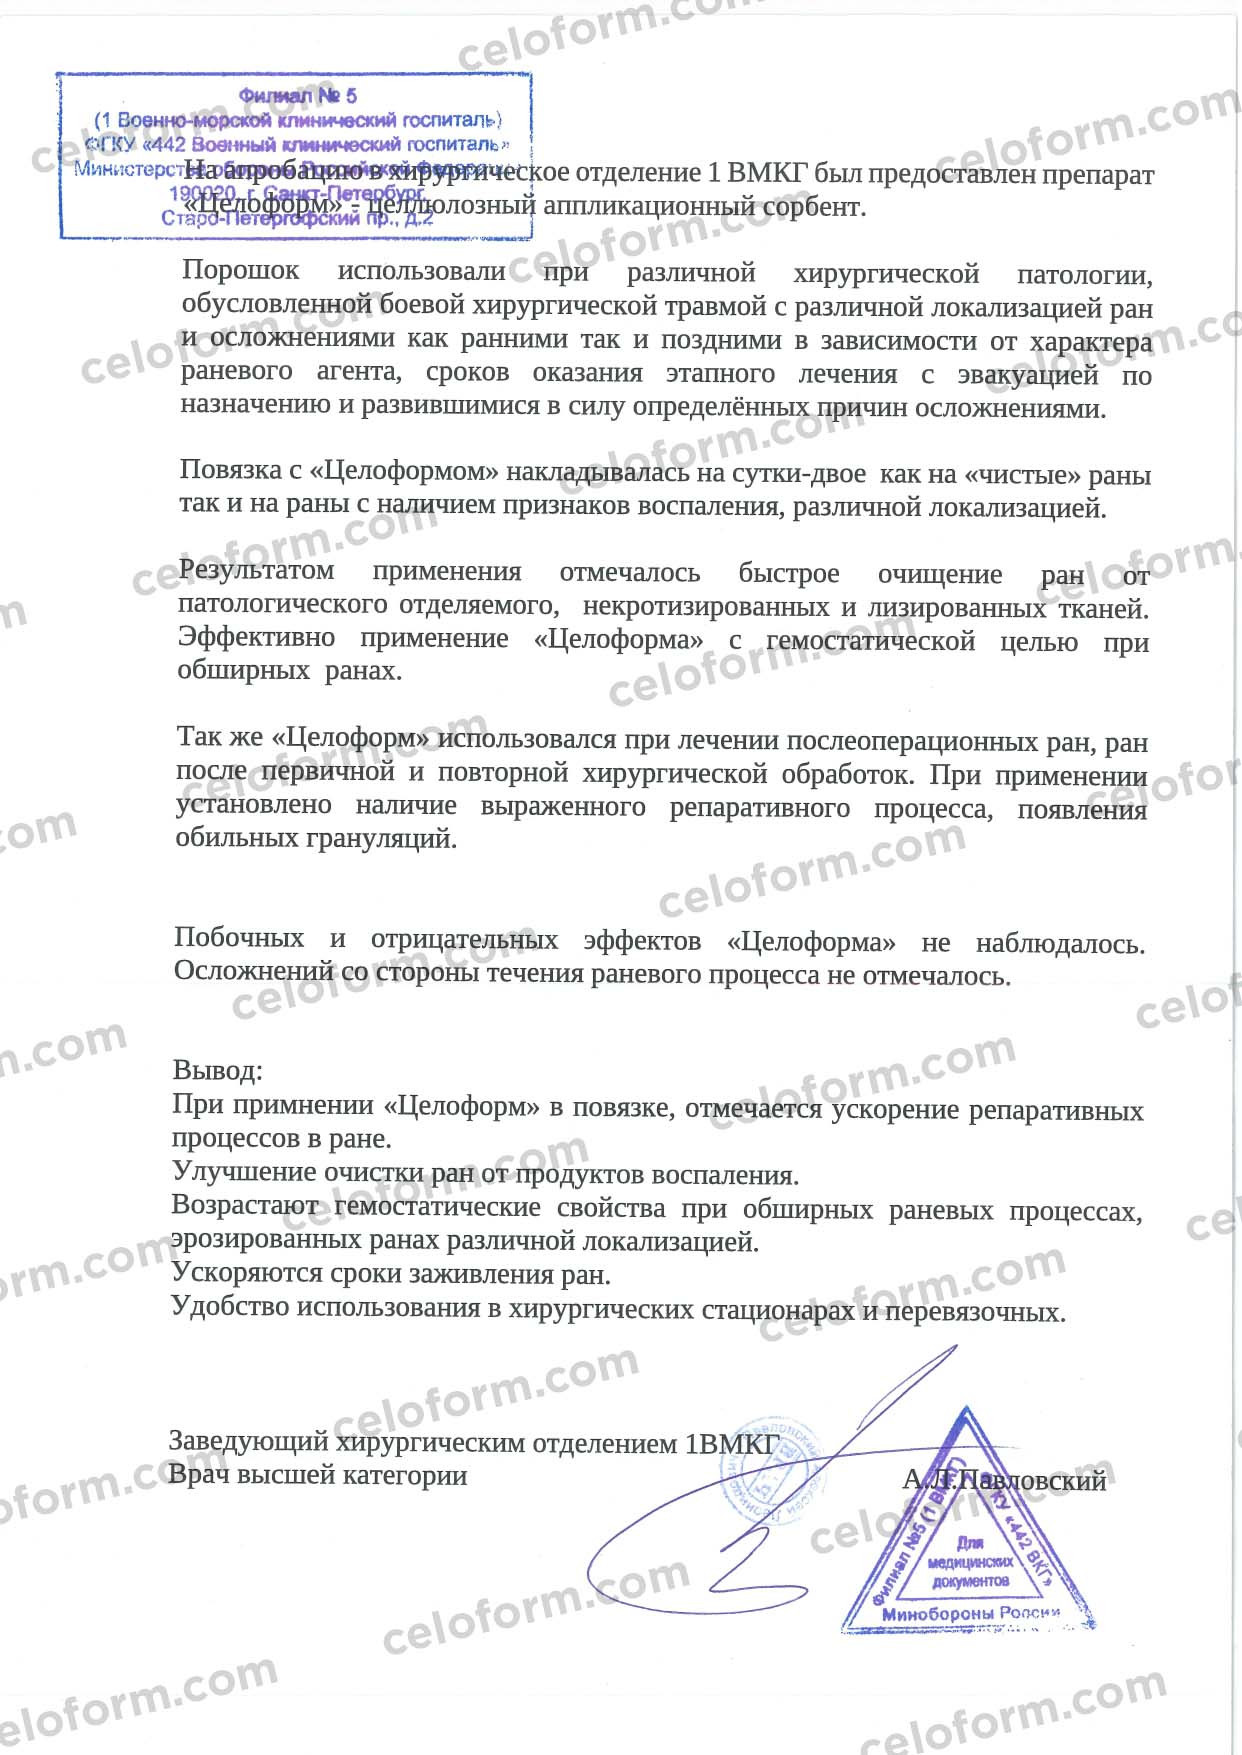 Филиал № 5
(1 Военно-морской клинический госпиталь)
ФГКУ «442 Военный клинический госпиталь»
Министерства обороны Российской Федерации
190020, г. Санкт-Петербург,
Старо-Петергофский пр., д.2
На апробацию в хирургическое отделение 1 ВМКГ был предоставлен препарат
«Целоформ» - целлюлозный аппликационный сорбент.
Порошок использовали при различной хирургической патологии,
обусловленной боевой хирургической травмой с различной локализацией ран
и осложнениями как ранними так и поздними в зависимости от характера
раневого агента, сроков оказания этапного лечения с эвакуацией по
назначению и развившимися в силу определённых причин осложнениями.
Повязка с «Целоформом» накладывалась на сутки-двое как на «чистые» раны
так и на раны с наличием признаков воспаления, различной локализацией.
Результатом применения отмечалось быстрое очищение ран от
патологического отделяемого, некротизированных и лизированных тканей.
Эффективно применение «Целоформа» с гемостатической целью при
обширных ранах.
Так же «Целоформ» использовался при лечении послеоперационных ран, ран
после первичной и повторной хирургической обработок. При применении
установлено наличие выраженного репаративного процесса, появления
обильных грануляций.
Побочных и отрицательных эффектов «Целоформа» не наблюдалось.
Осложнений со стороны течения раневого процесса не отмечалось.
Вывод:
При примнении «Целоформ» в повязке, отмечается ускорение репаративных
процессов в ране.
Улучшение очистки ран от продуктов воспаления.
Возрастают гемостатические свойства при обширных раневых процессах,
эрозированных ранах различной локализацией.
Ускоряются сроки заживления ран.
Удобство использования в хирургических стационарах и перевязочных.
Заведующий хирургическим отделением 1ВМКГ
Врач высшей категории
А.Л.Павловский
Филиал №5 (1 ВМКГ)
ФГКУ «442 ВКГ»
Для
медицинских
документов
Минобороны России
celoform.com